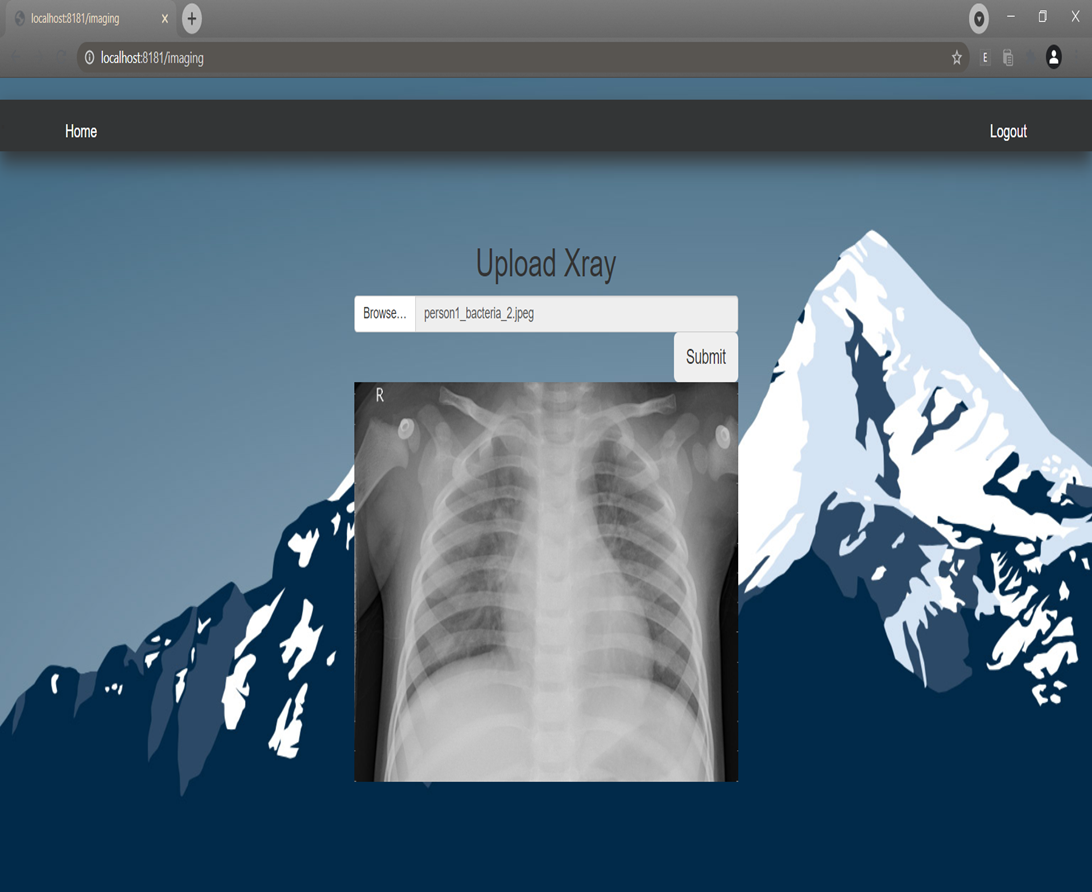 localhost:8181/imaging
localhost:8181/imaging
E
Home
Logout
Upload Xray
Browse... person1_bacteria_2.jpeg
Submit
R